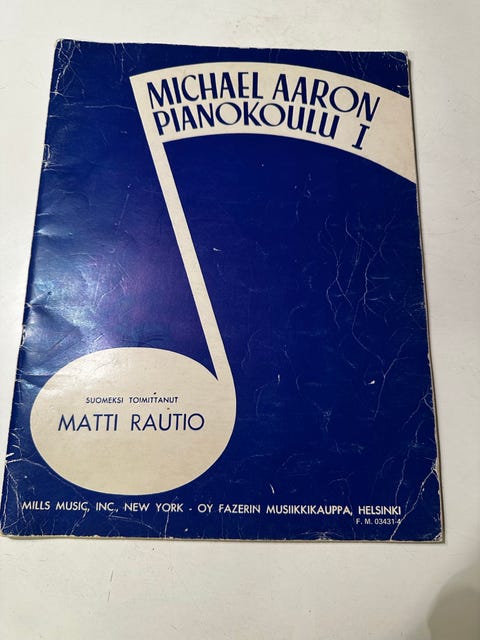 MICHAEL AARON
PIANOKOULU I
SUOMEKSI TOIMITTANUT
MATTI RAUTIO
MILLS MUSIC, INC., NEW YORK - OY FAZERIN MUSIIKKIKAUPPA, HELSINKI
F. M. 03431-4